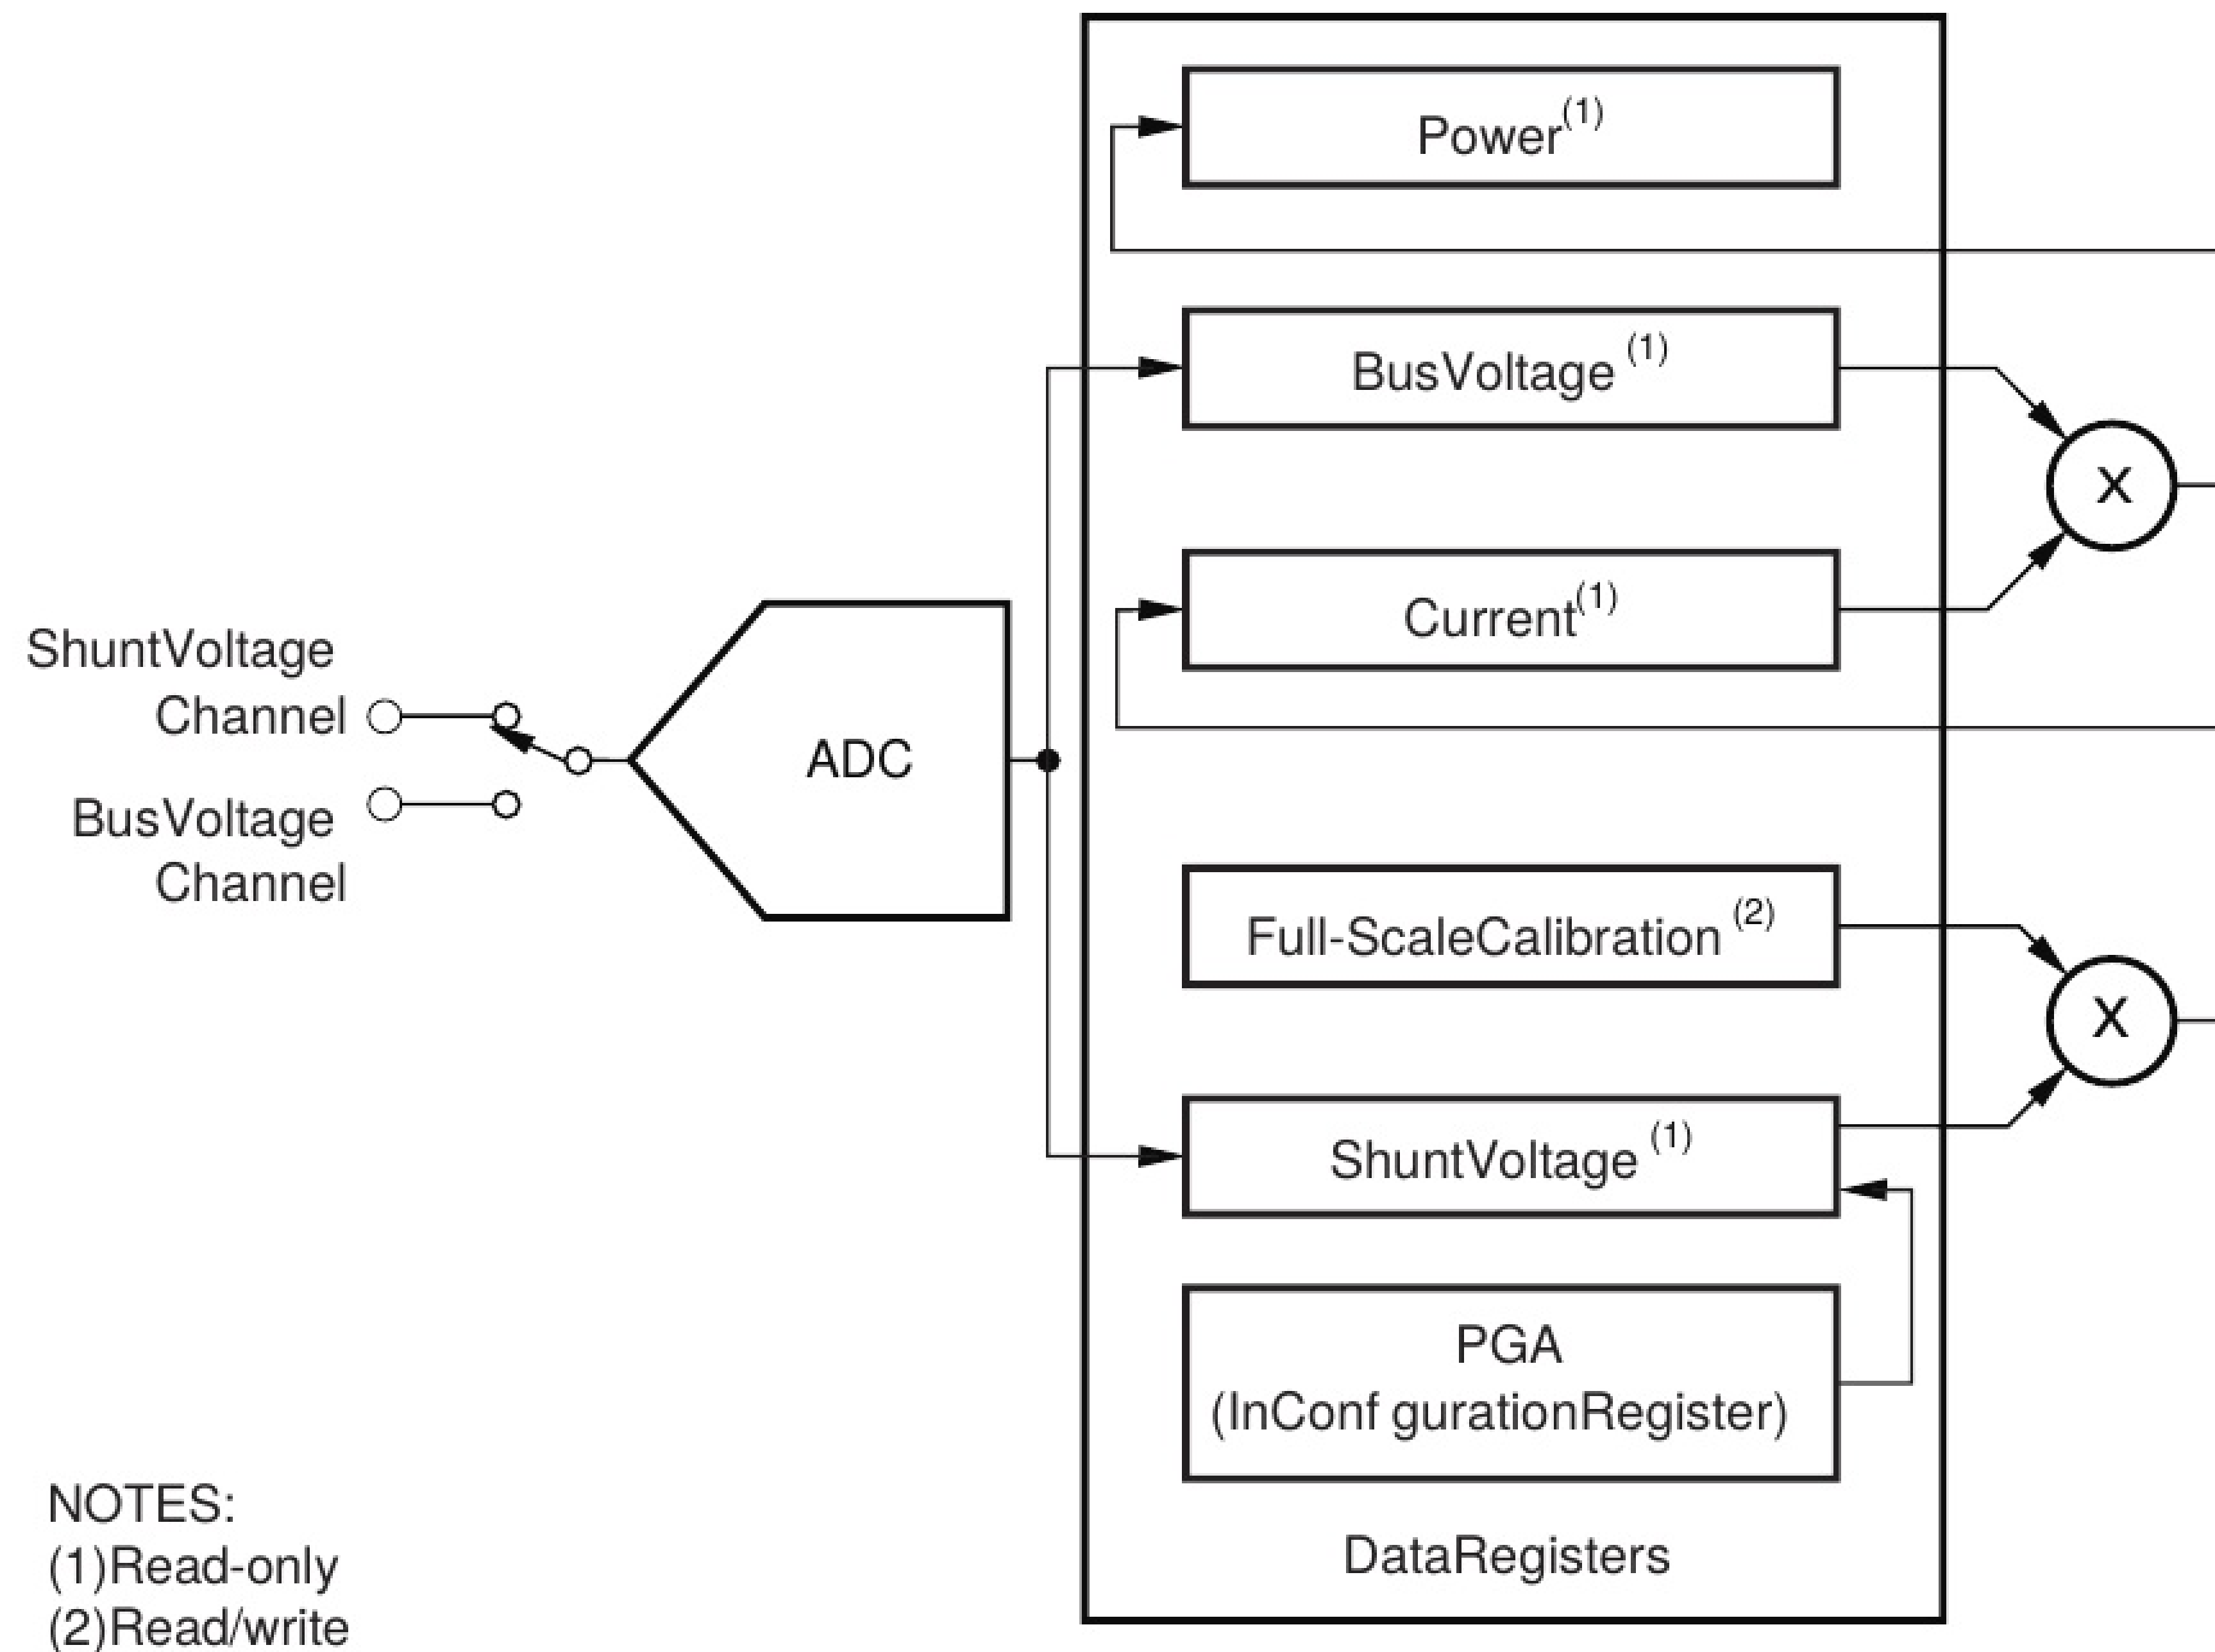 Power(1)
BusVoltage (1)
X
Current(1)
ShuntVoltage
Channel
ADC
BusVoltage
Channel
Full-ScaleCalibration (2)
X
ShuntVoltage (1)
PGA
(InConf gurationRegister)
DataRegisters
NOTES:
(1)Read-only
(2)Read/write